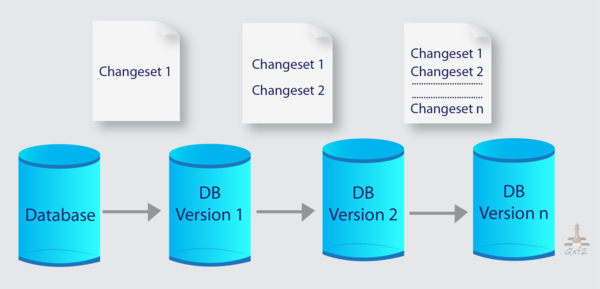 Changeset 1
Changeset 1
Changeset 2
Changeset 1
Changeset 2
Changeset n
Database
DB
Version 1
DB
Version 2
DB
Version n
Qxf2